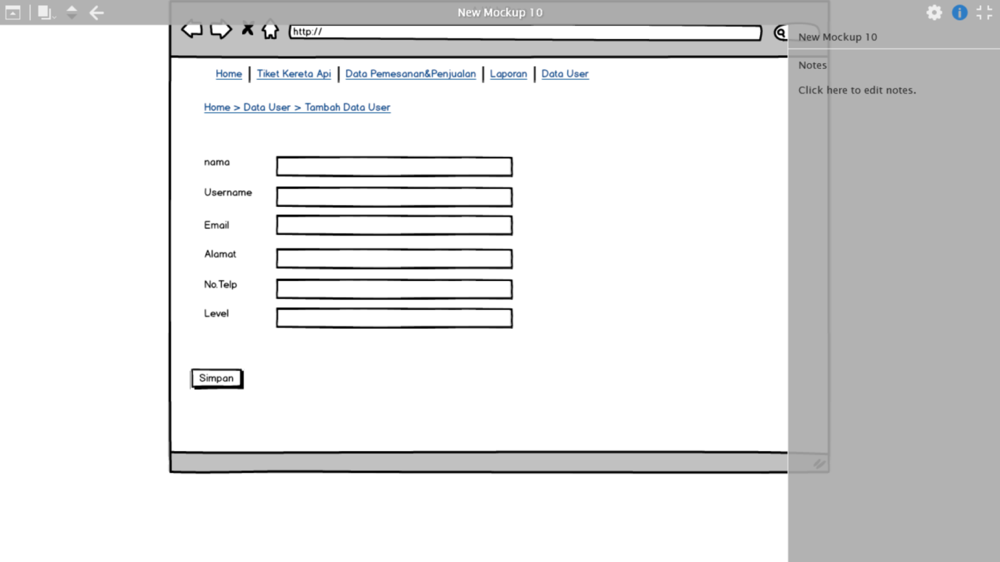 New Mockup 10
http://
New Mockup 10
Home | Tiket Kereta Api | Data Pemesanan&Penjualan | Laporan | Data User
Notes
Click here to edit notes.
Home > Data User > Tambah Data User
nama
Username
Email
Alamat
No.Telp
Level
Simpan